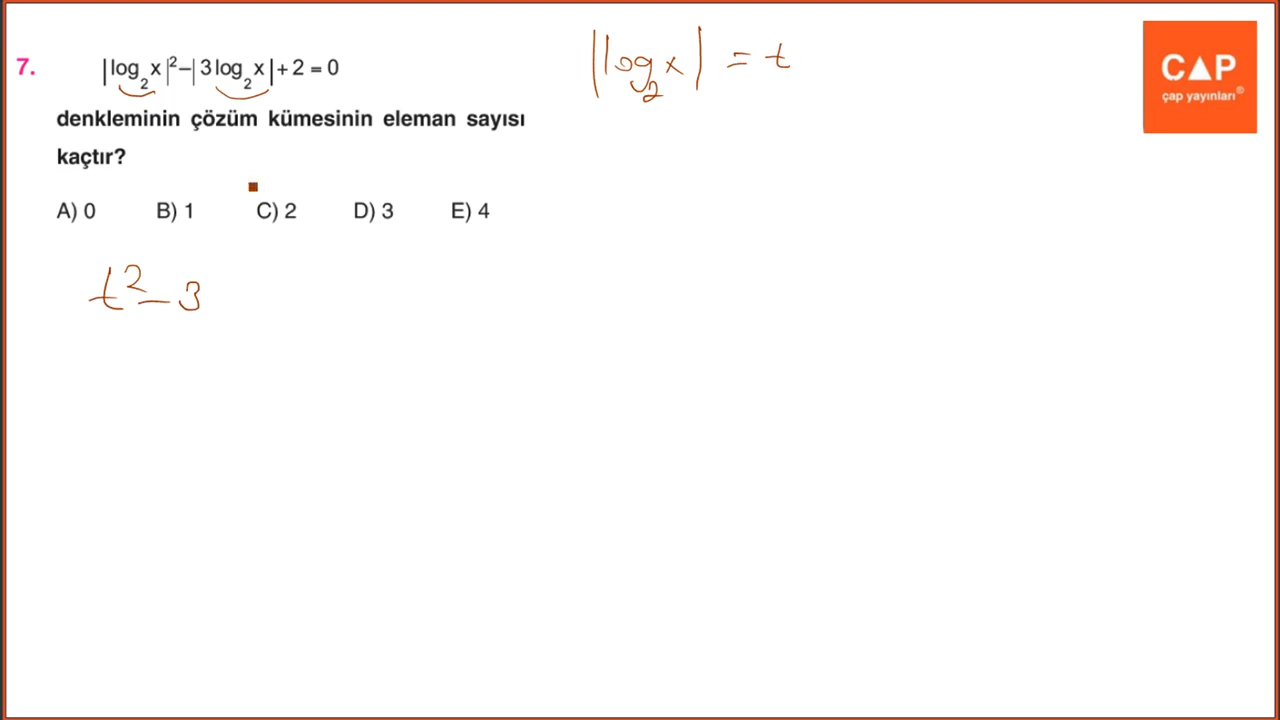 7. |log₂x|²–|3log₂x|+2=0
|log₂x| = t
ÇAP
çap yayınları®
denkleminin çözüm kümesinin eleman sayısı
kaçtır?
A) 0 B) 1 C) 2 D) 3 E) 4
t² – 3